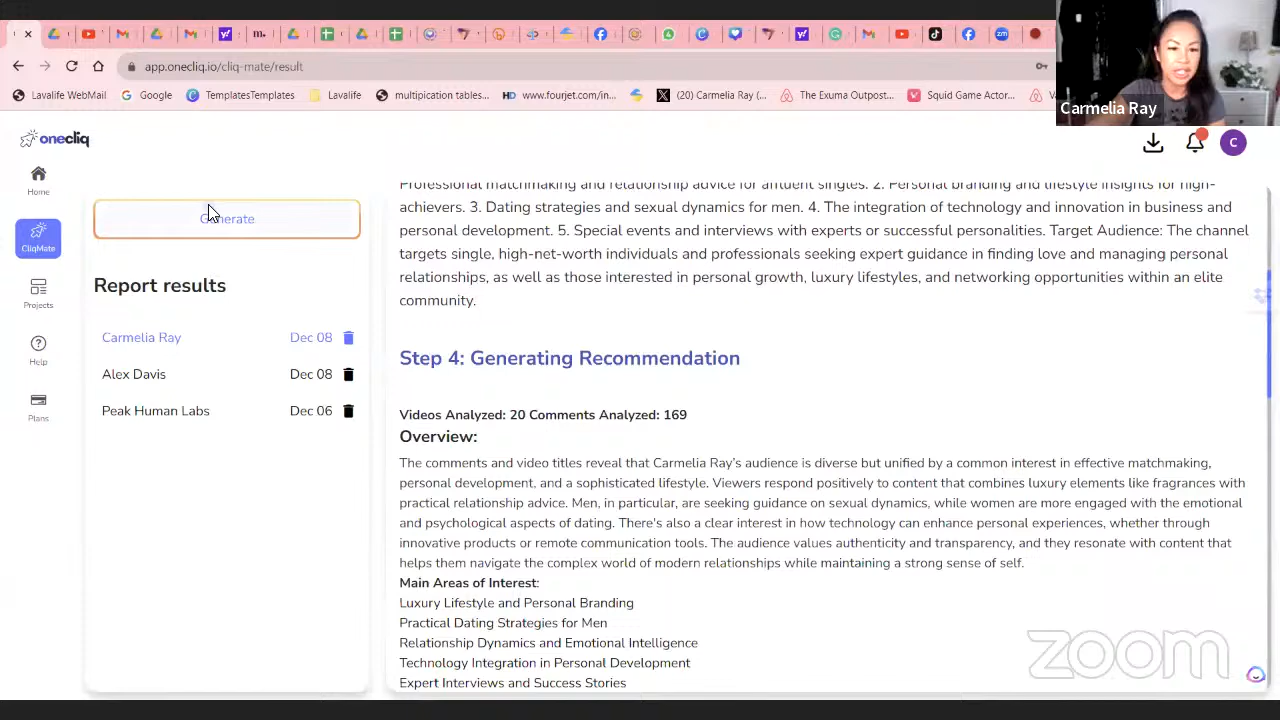 Carmelia Ray
app.onecliq.io/cliq-mate/result
Lavalife WebMail
Google
TemplatesTemplates
Lavalife
multipication tables...
www.fourjet.com/in...
(20) Carmelia Ray (...
The Exuma Outpost...
Squid Game Actor...
onecliq
C
Home
CliqMate
Projects
Help
Plans
Generate
Report results
Carmelia Ray Dec 08
Alex Davis Dec 08
Peak Human Labs Dec 06
Professional matchmaking and relationship advice for affluent singles. 2. Personal branding and lifestyle insights for high-
achievers. 3. Dating strategies and sexual dynamics for men. 4. The integration of technology and innovation in business and
personal development. 5. Special events and interviews with experts or successful personalities. Target Audience: The channel
targets single, high-net-worth individuals and professionals seeking expert guidance in finding love and managing personal
relationships, as well as those interested in personal growth, luxury lifestyles, and networking opportunities within an elite
community.
Step 4: Generating Recommendation
Videos Analyzed: 20 Comments Analyzed: 169
Overview:
The comments and video titles reveal that Carmelia Ray's audience is diverse but unified by a common interest in effective matchmaking,
personal development, and a sophisticated lifestyle. Viewers respond positively to content that combines luxury elements like fragrances with
practical relationship advice. Men, in particular, are seeking guidance on sexual dynamics, while women are more engaged with the emotional
and psychological aspects of dating. There's also a clear interest in how technology can enhance personal experiences, whether through
innovative products or remote communication tools. The audience values authenticity and transparency, and they resonate with content that
helps them navigate the complex world of modern relationships while maintaining a strong sense of self.
Main Areas of Interest:
Luxury Lifestyle and Personal Branding
Practical Dating Strategies for Men
Relationship Dynamics and Emotional Intelligence
Technology Integration in Personal Development
Expert Interviews and Success Stories
zoom